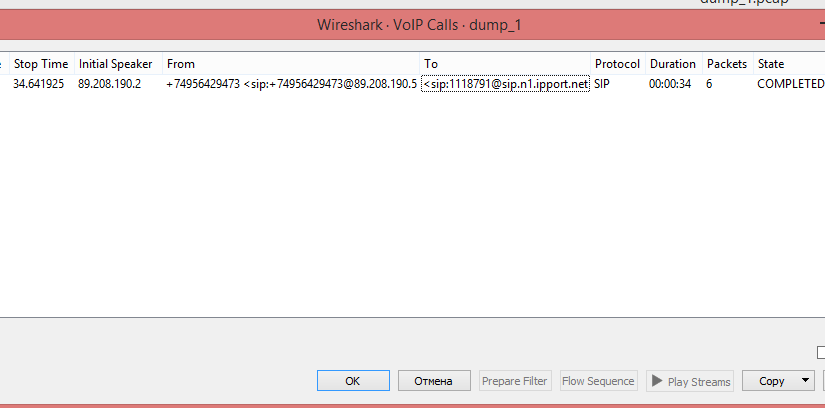 dump_1.pcap
Wireshark · VoIP Calls · dump_1
Stop Time Initial Speaker From To Protocol Duration Packets State
34.641925 89.208.190.2 +74956429473 <sip:+74956429473@89.208.190.5 <sip:1118791@sip.n1.ipport.net SIP 00:00:34 6 COMPLETED
OK Отмена Prepare Filter Flow Sequence Play Streams Copy